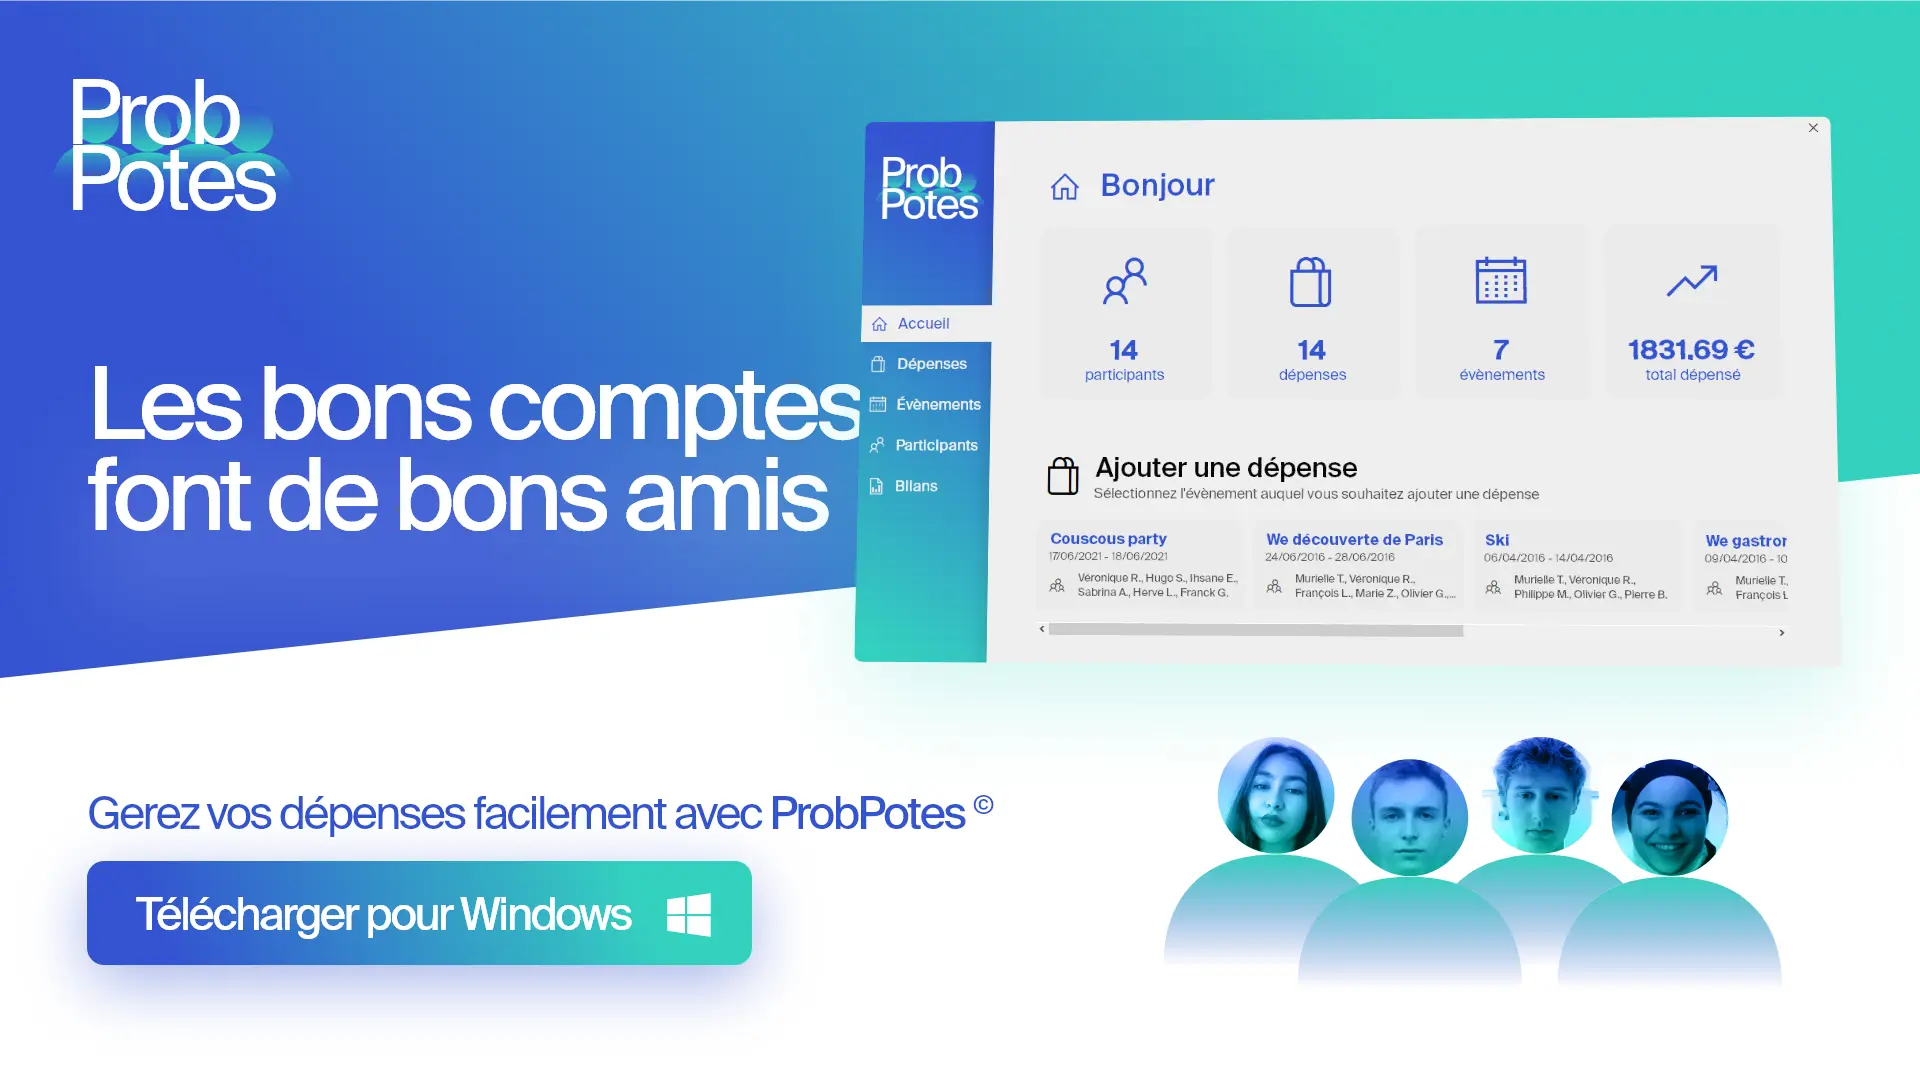 Prob
Potes
Les bons comptes
font de bons amis
Prob
Potes
Accueil
Dépenses
Évènements
Participants
Bilans
Bonjour
14
participants
14
dépenses
7
évènements
1831.69 €
total dépensé
Ajouter une dépense
Sélectionnez l'évènement auquel vous souhaitez ajouter une dépense
Couscous party
17/06/2021 - 18/06/2021
Véronique R., Hugo S., Ihsane E.,
Sabrina A., Herve L., Franck G.
We découverte de Paris
24/06/2016 - 28/06/2016
Murielle T., Véronique R.,
François L., Marie Z., Olivier G.,...
Ski
06/04/2016 - 14/04/2016
Murielle T., Véronique R.,
Philippe M., Olivier G., Pierre B.
We gastror
09/04/2016 - 10
Murielle T.,
François L
Gerez vos dépenses facilement avec ProbPotes ©
Télécharger pour Windows